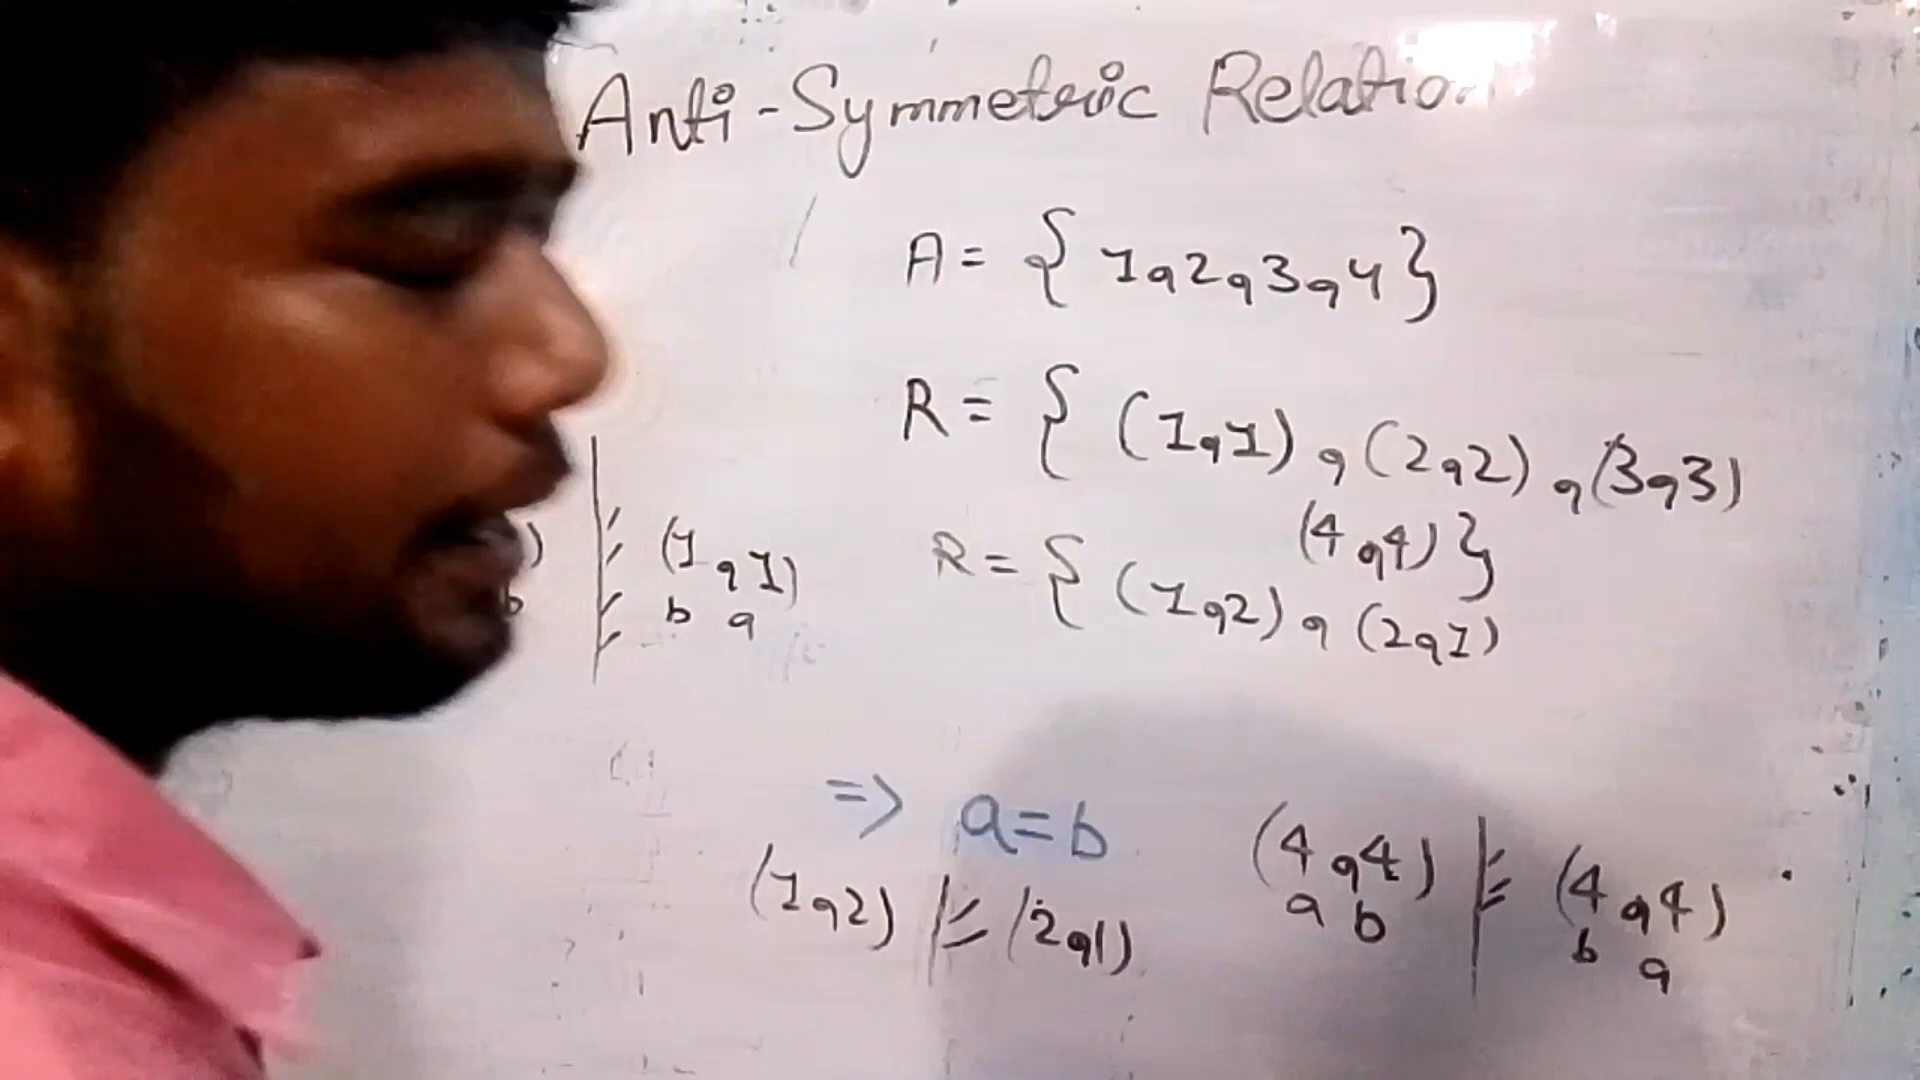 Anti-Symmetric Relatio
A = { 1,2,3,4}
R = { (1,1), (2,2), (3,3)
(4,4)}
) (1,1)
b b a
R = { (1,2), (2,1)
=> a=b
(1,2) (2,1)
(4,4) (4,4)
a b b a